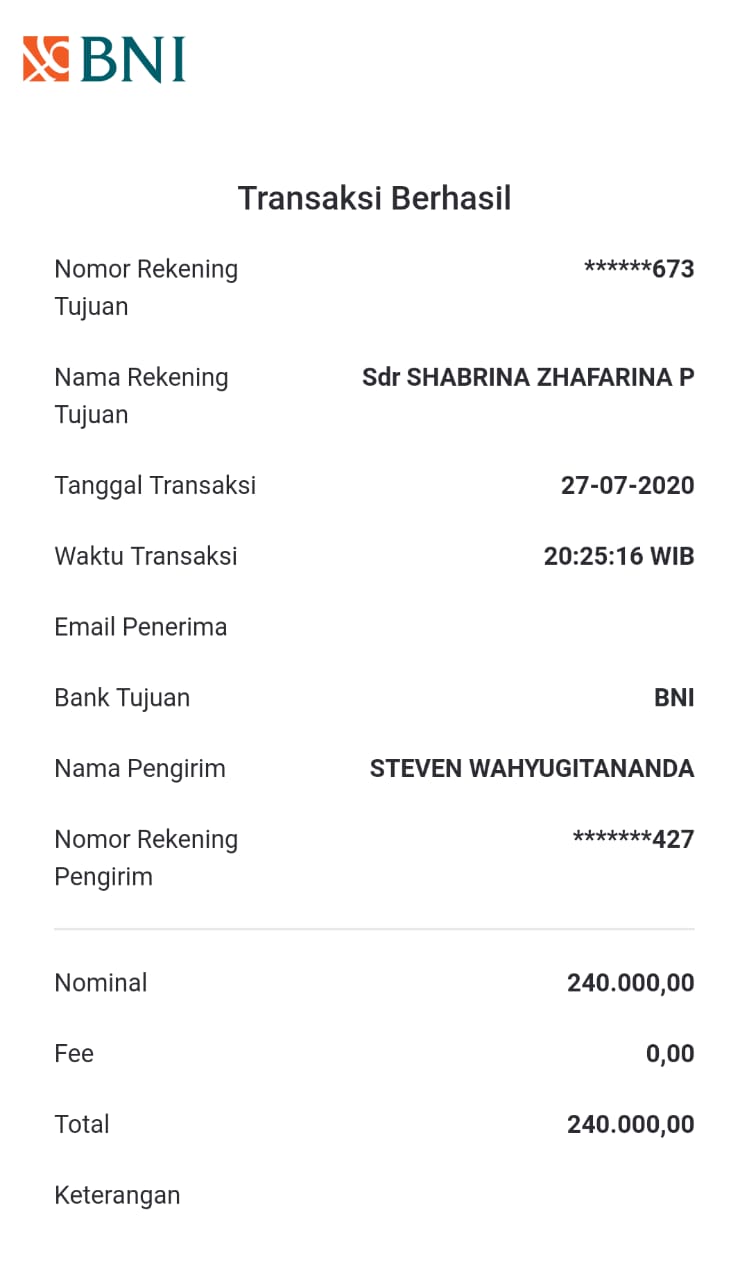 BNI
Transaksi Berhasil
Nomor Rekening Tujuan ******673
Nama Rekening Tujuan Sdr SHABRINA ZHAFARINA P
Tanggal Transaksi 27-07-2020
Waktu Transaksi 20:25:16 WIB
Email Penerima
Bank Tujuan BNI
Nama Pengirim STEVEN WAHYUGITANANDA
Nomor Rekening Pengirim *******427
Nominal 240.000,00
Fee 0,00
Total 240.000,00
Keterangan